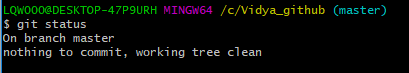 LQWOOO@DESKTOP-47P9URH MINGW64 /c/Vidya_github (master)
$ git status
On branch master
nothing to commit, working tree clean